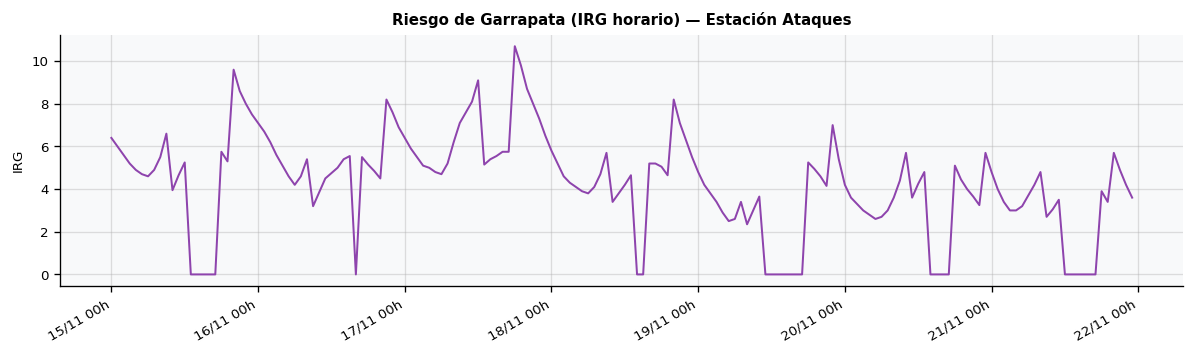 Riesgo de Garrapata (IRG horario) — Estación Ataques
IRG
10
8
6
4
2
0
15/11 00h
16/11 00h
17/11 00h
18/11 00h
19/11 00h
20/11 00h
21/11 00h
22/11 00h